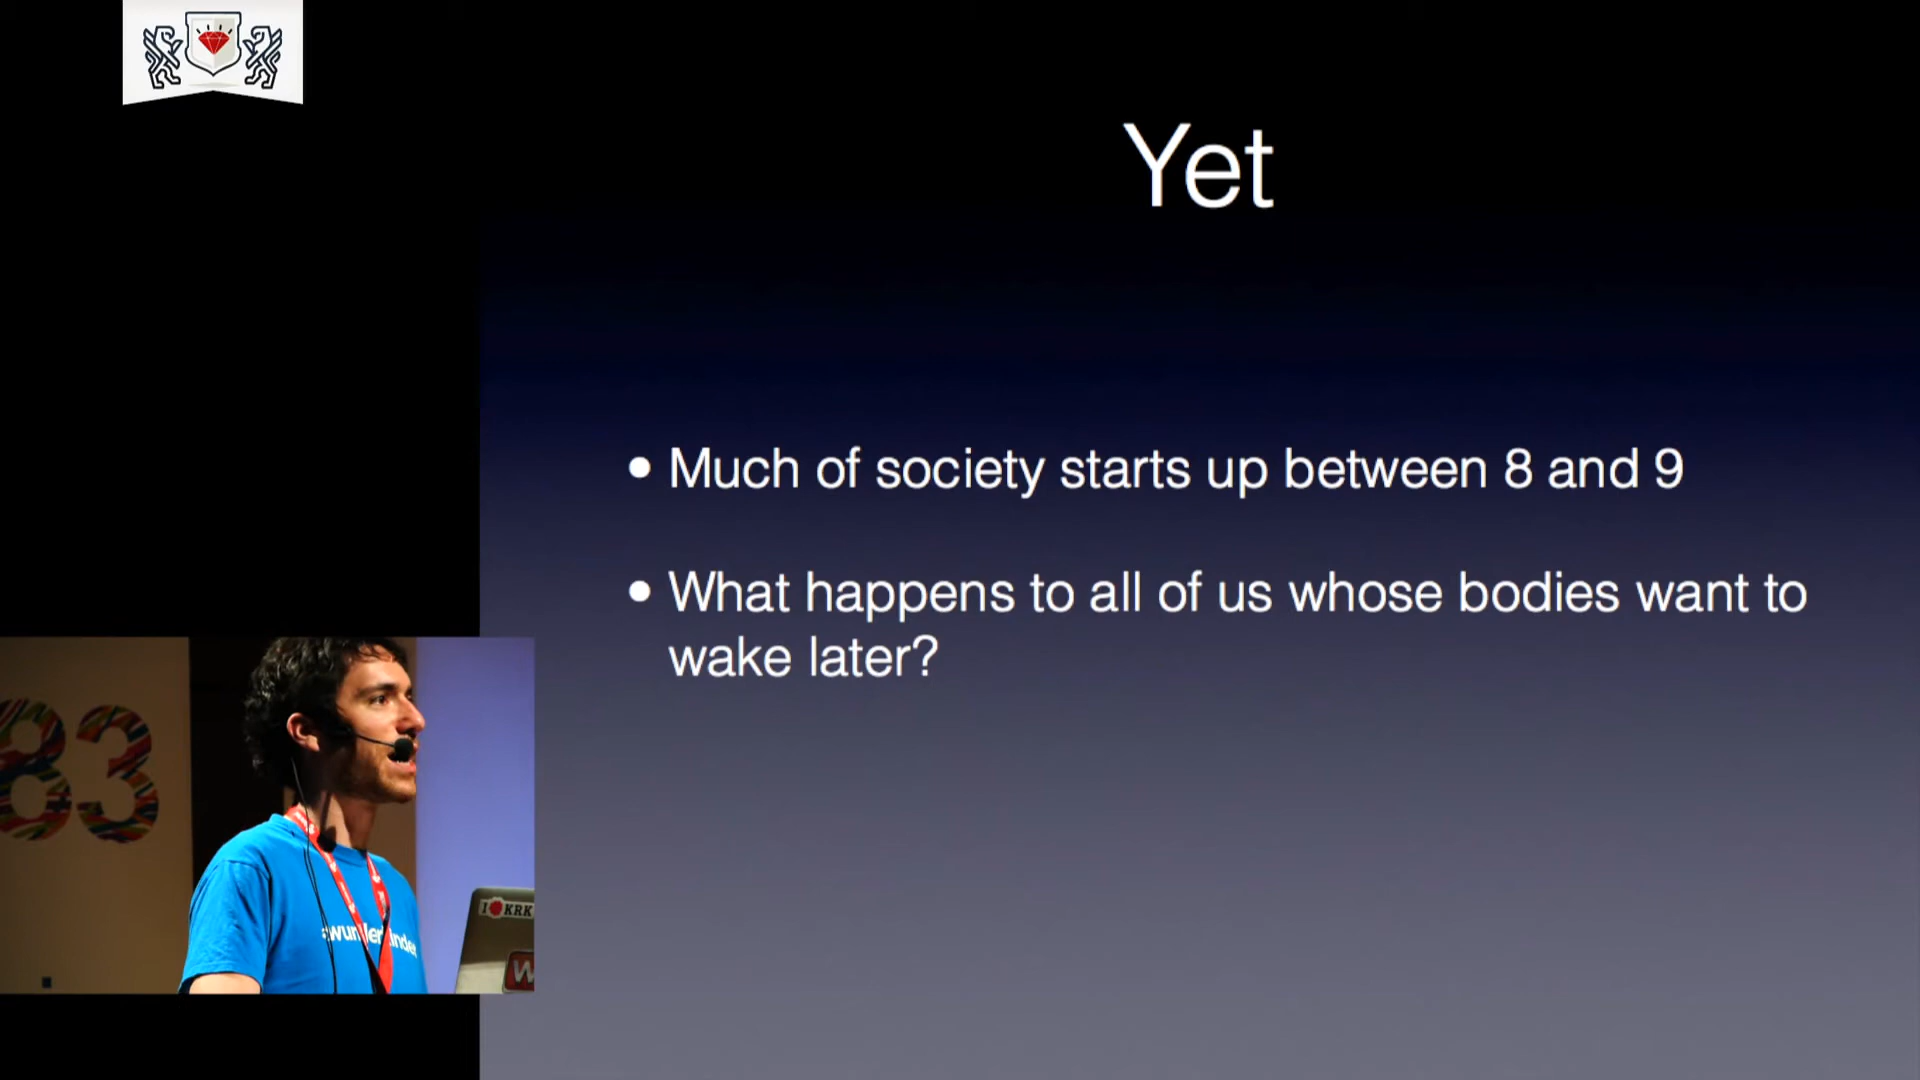 Yet
• Much of society starts up between 8 and 9
• What happens to all of us whose bodies want to
wake later?
83
I KRK
W